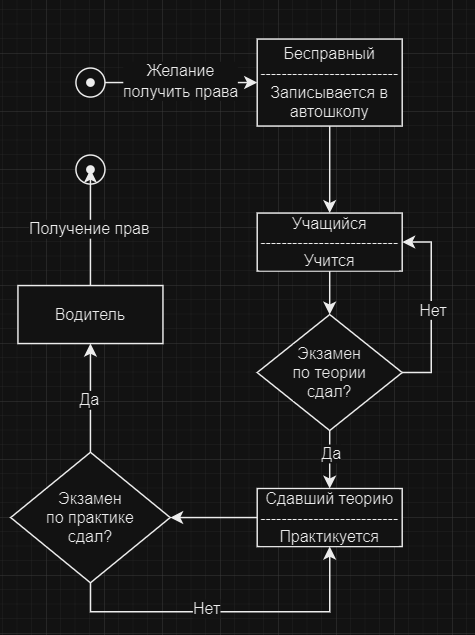 Желание
получить права
Бесправный
Записывается в
автошколу
Учащийся
Учится
Нет
Экзамен
по теории
сдал?
Да
Сдавший теорию
Практикуется
Экзамен
по практике
сдал?
Нет
Да
Водитель
Получение прав